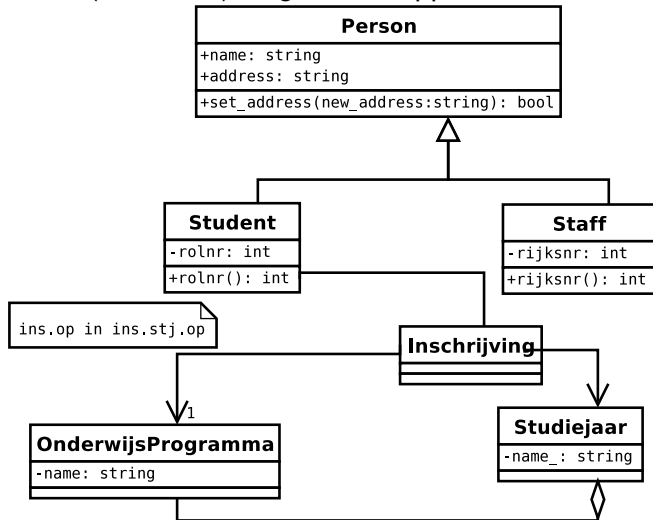 Person
+name: string
+address: string
+set_address(new_address:string): bool
Student
-rolnr: int
+rolnr(): int
Staff
-rijksnr: int
+rijksnr(): int
ins.op in ins.stj.op
Inschrijving
1
OnderwijsProgramma
-name: string
Studiejaar
-name_: string